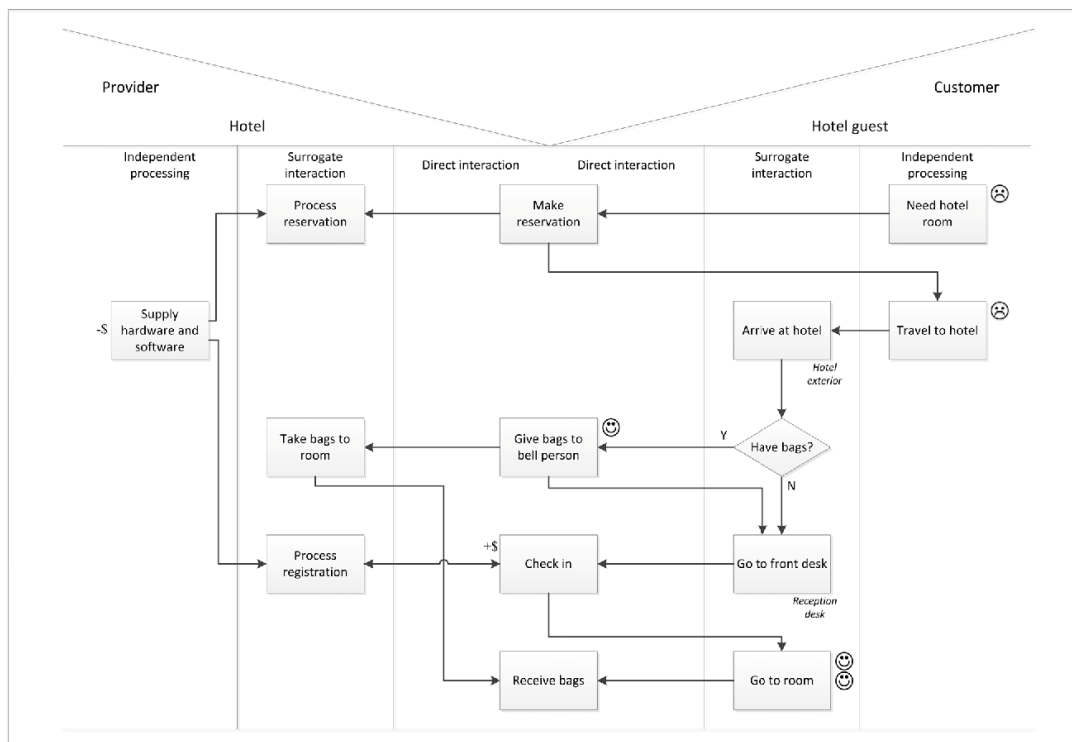 Provider
Customer
Hotel
Hotel guest
Independent
processing
Surrogate
interaction
Direct interaction
Direct interaction
Surrogate
interaction
Independent
processing
Process
reservation
Make
reservation
Need hotel
room
-$
Supply
hardware and
software
Arrive at hotel
Travel to hotel
Hotel
exterior
Take bags to
room
Give bags to
bell person
Y
Have bags?
N
Process
registration
+$
Check in
Go to front desk
Reception
desk
Receive bags
Go to room